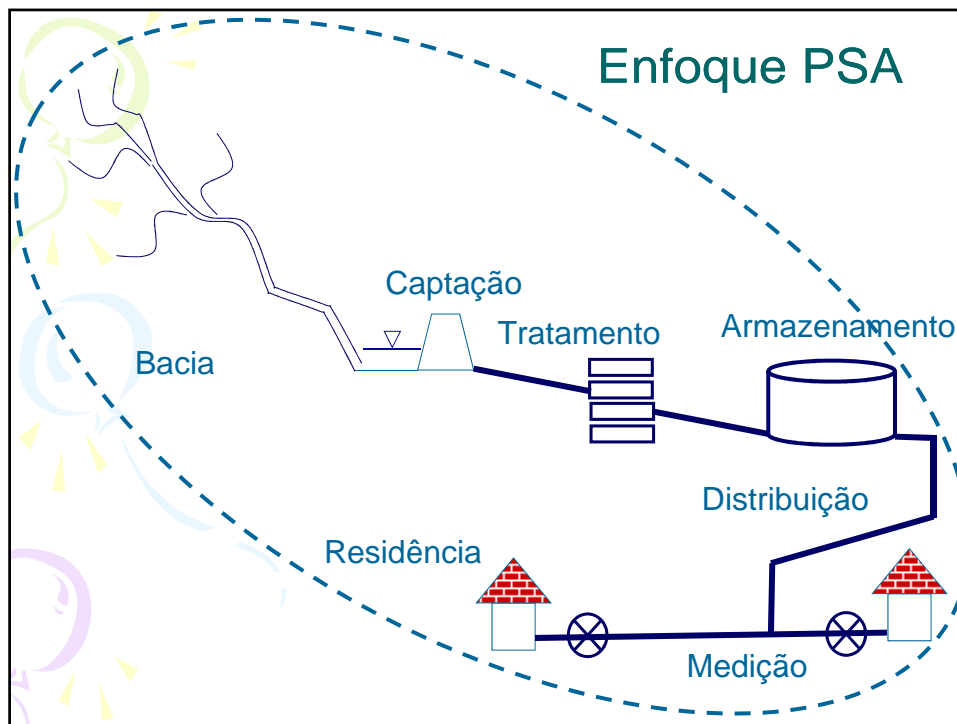 Enfoque PSA
Captação
Tratamento
Armazenamento
Bacia
Distribuição
Residência
Medição